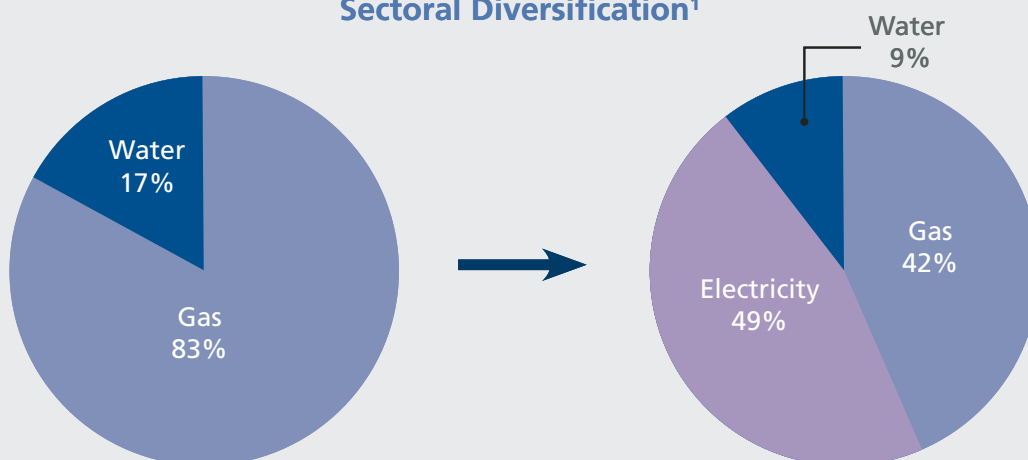 Sectoral Diversification¹
Water
17%
Gas
83%
Water
9%
Gas
42%
Electricity
49%